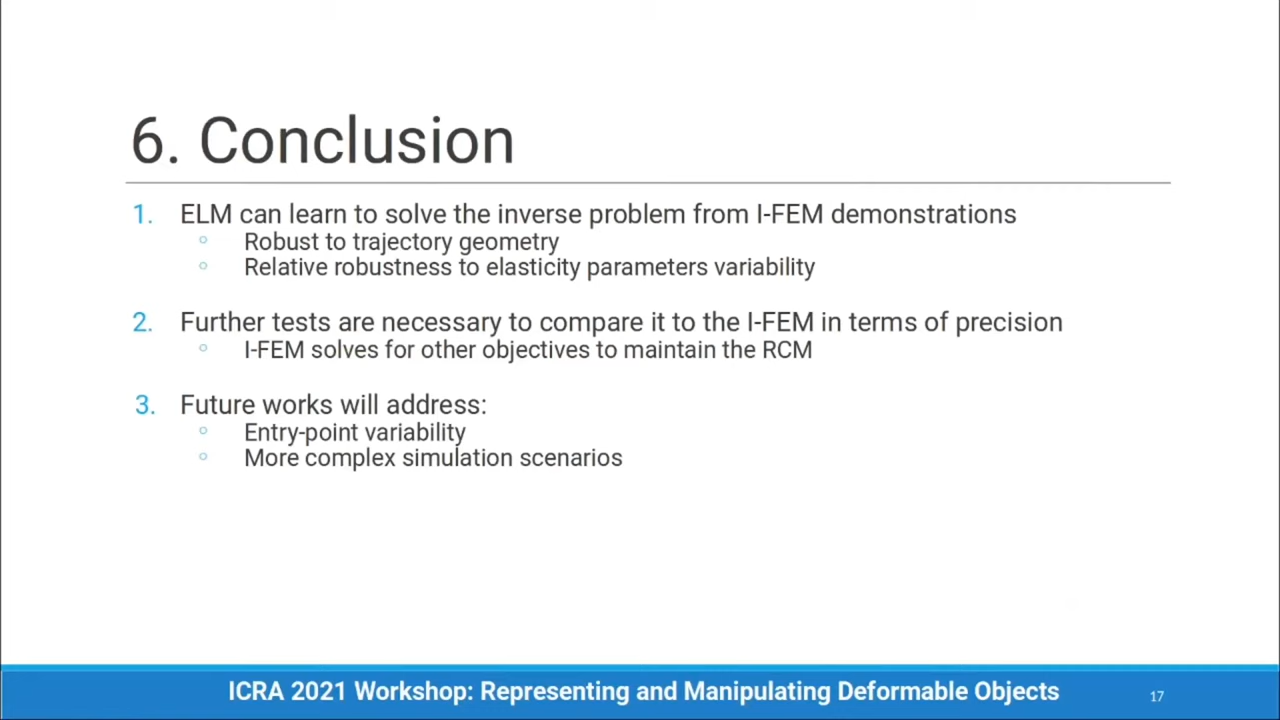 6. Conclusion
1. ELM can learn to solve the inverse problem from I-FEM demonstrations
◦ Robust to trajectory geometry
◦ Relative robustness to elasticity parameters variability
2. Further tests are necessary to compare it to the I-FEM in terms of precision
◦ I-FEM solves for other objectives to maintain the RCM
3. Future works will address:
◦ Entry-point variability
◦ More complex simulation scenarios
ICRA 2021 Workshop: Representing and Manipulating Deformable Objects
17